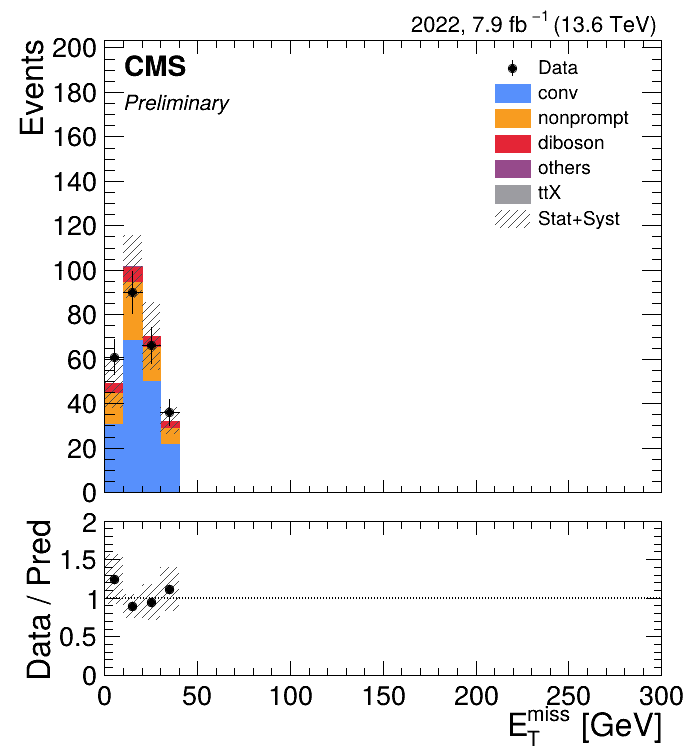 2022, 7.9 fb⁻¹ (13.6 TeV)
Events
200
180
160
140
120
100
80
60
40
20
0
CMS
Preliminary
Data
conv
nonprompt
diboson
others
ttX
Stat+Syst
Data / Pred
2
1.5
1
0.5
0
0 50 100 150 200 250 300
E_T^miss [GeV]